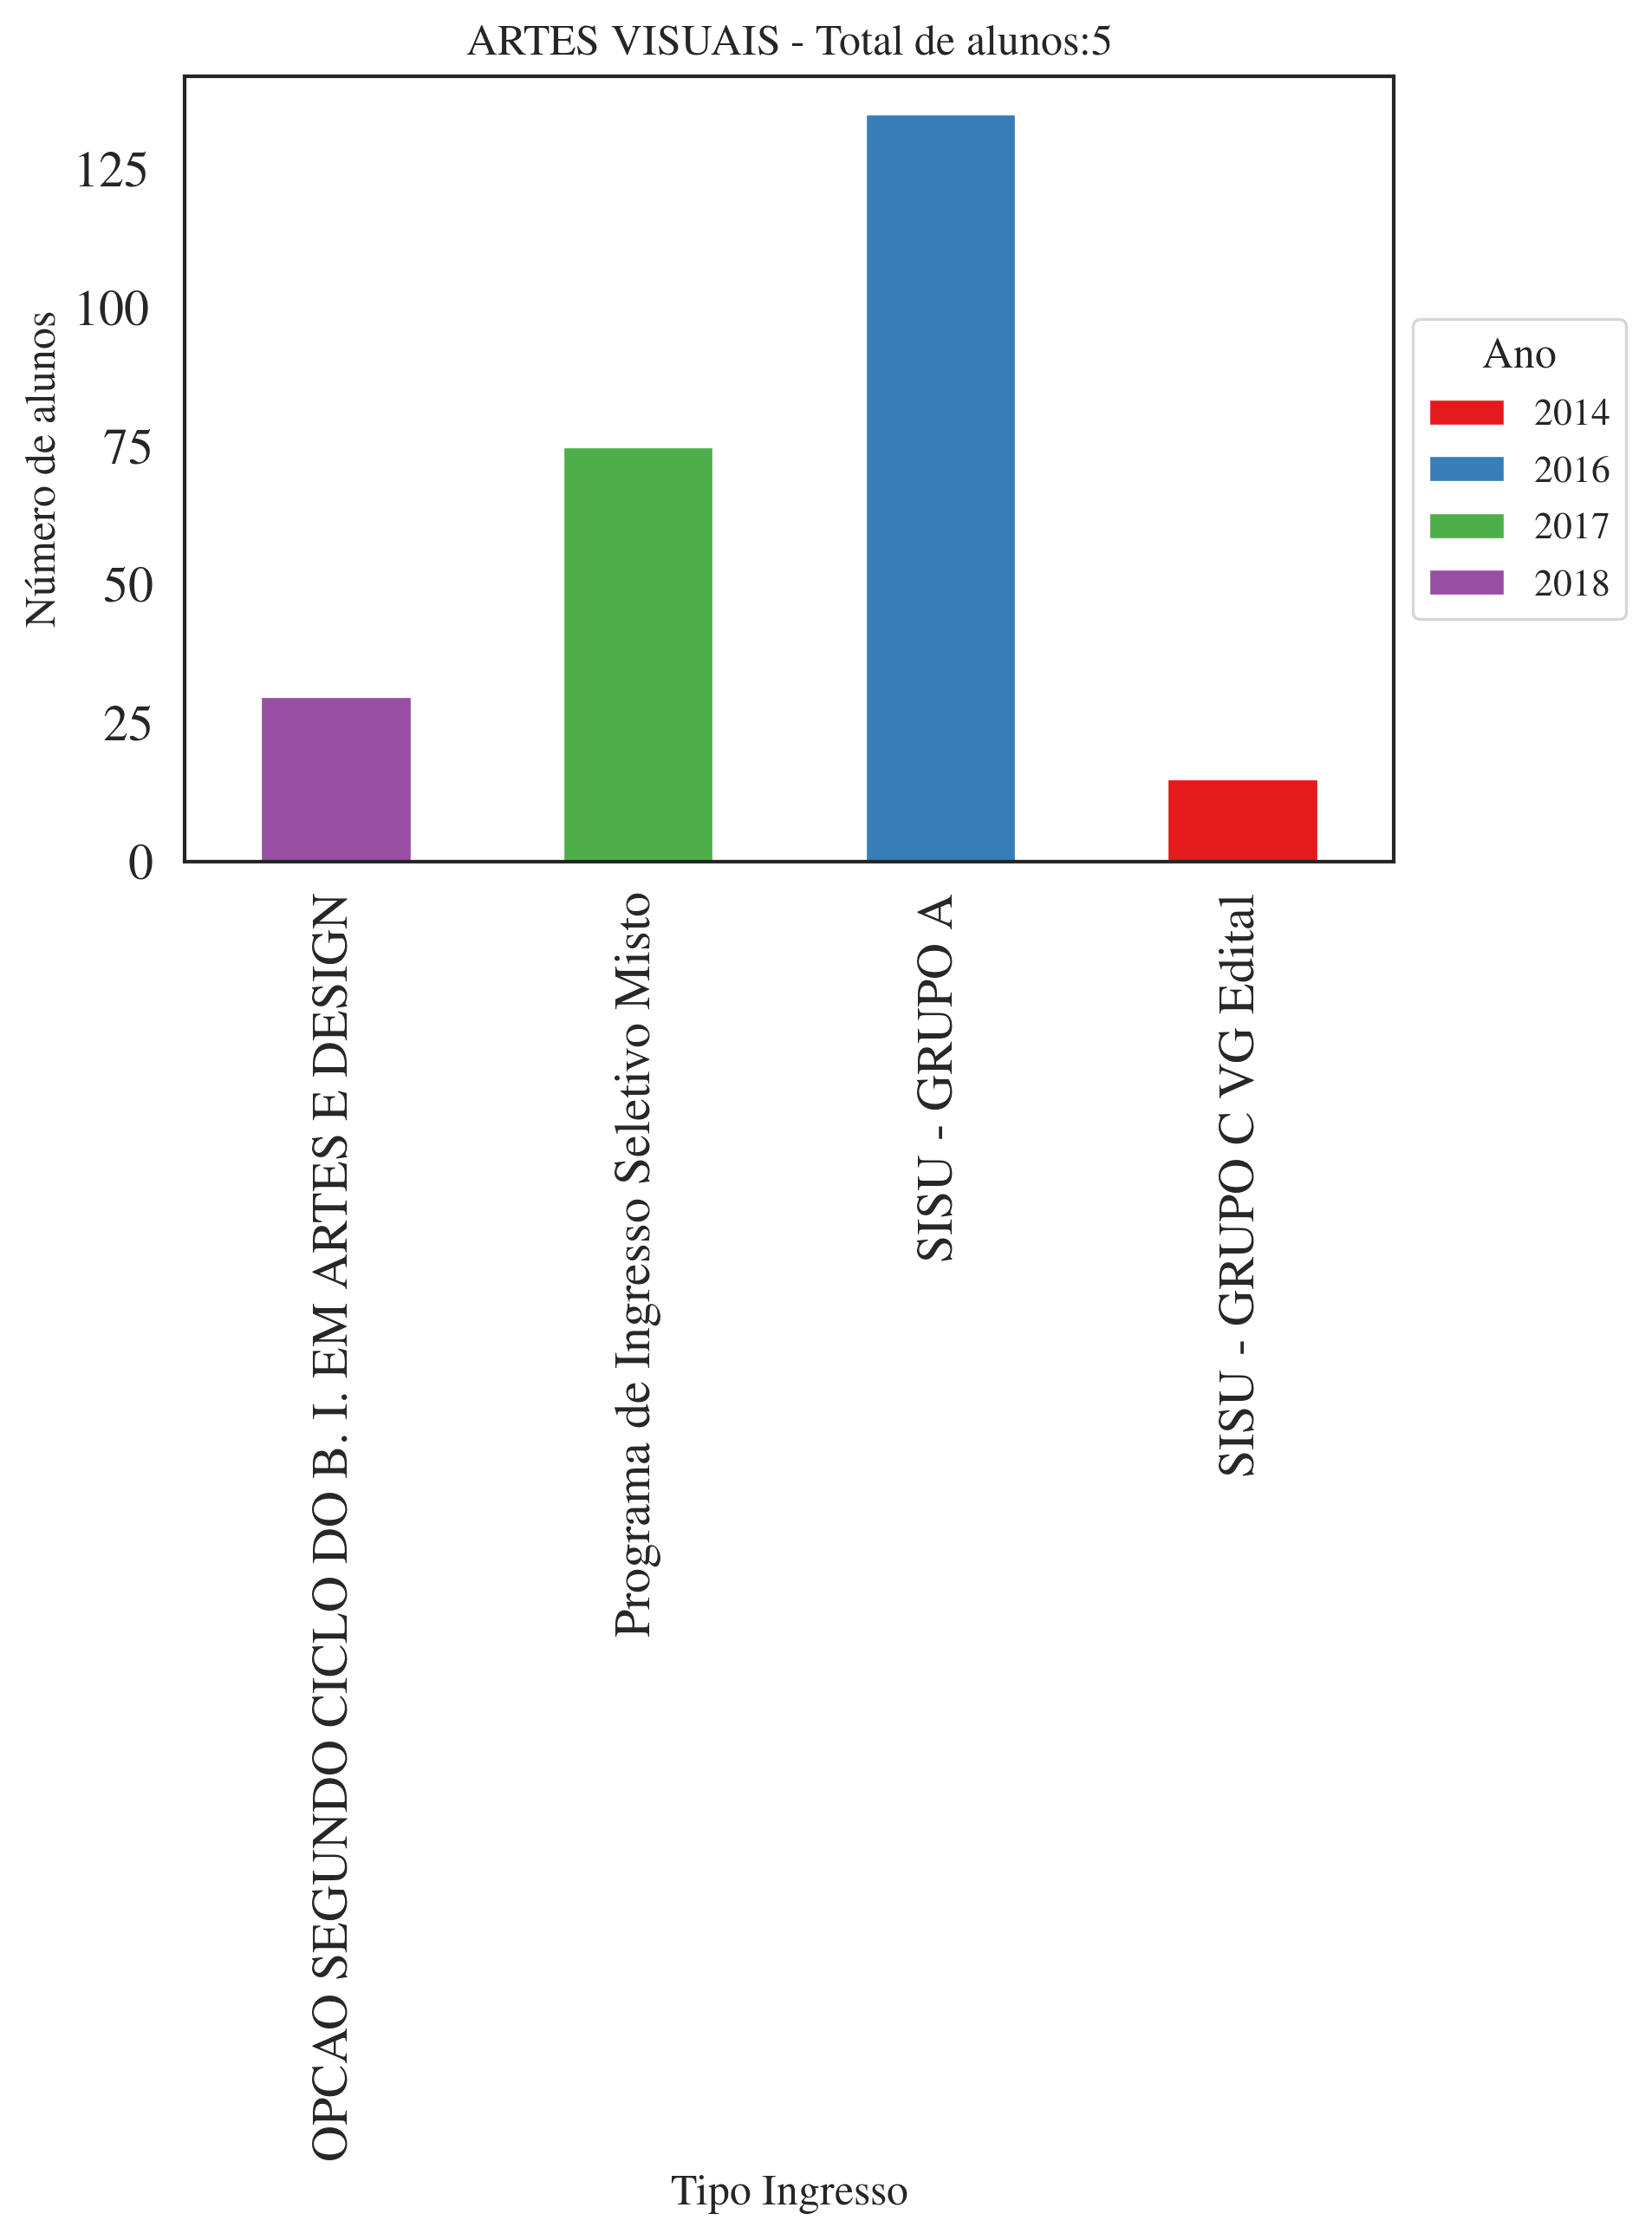 ARTES VISUAIS - Total de alunos:5
Número de alunos
125
100
75
50
25
0
Ano
2014
2016
2017
2018
OPCAO SEGUNDO CICLO DO B. I. EM ARTES E DESIGN
Programa de Ingresso Seletivo Misto
SISU - GRUPO A
SISU - GRUPO C VG Edital
Tipo Ingresso